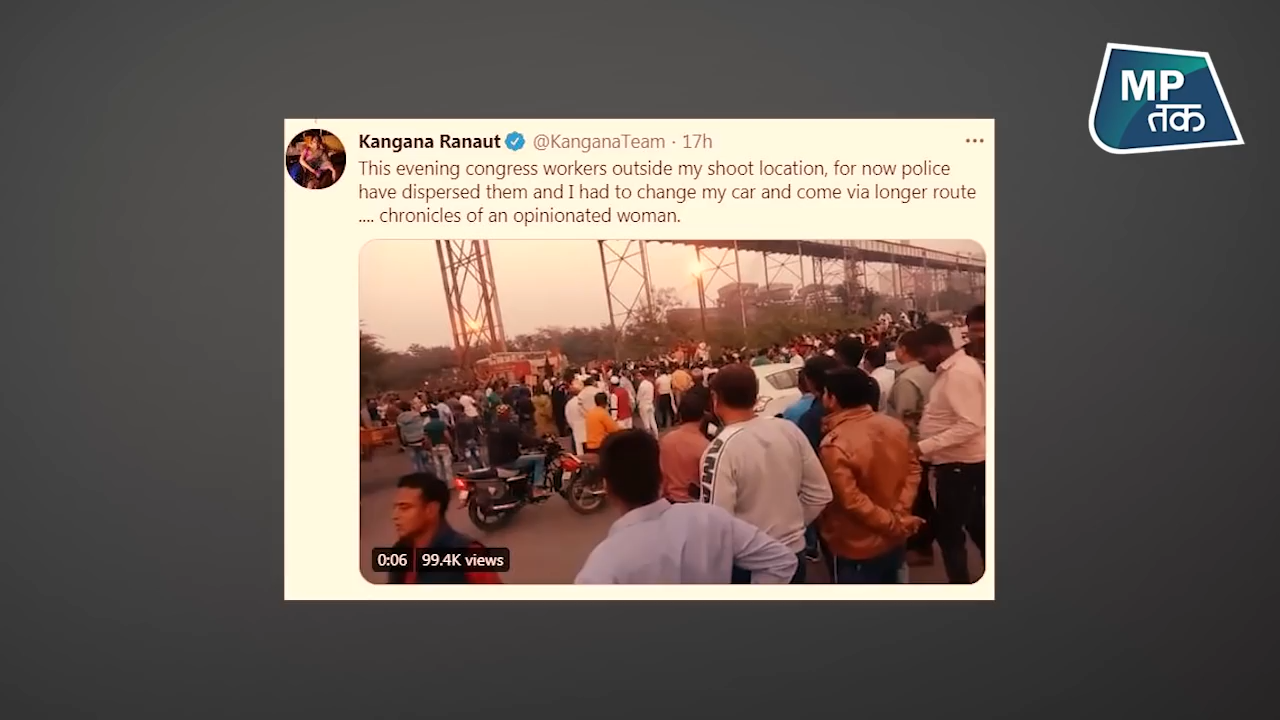 MP
तक
Kangana Ranaut @KanganaTeam · 17h
This evening congress workers outside my shoot location, for now police
have dispersed them and I had to change my car and come via longer route
.... chronicles of an opinionated woman.
0:06 99.4K views